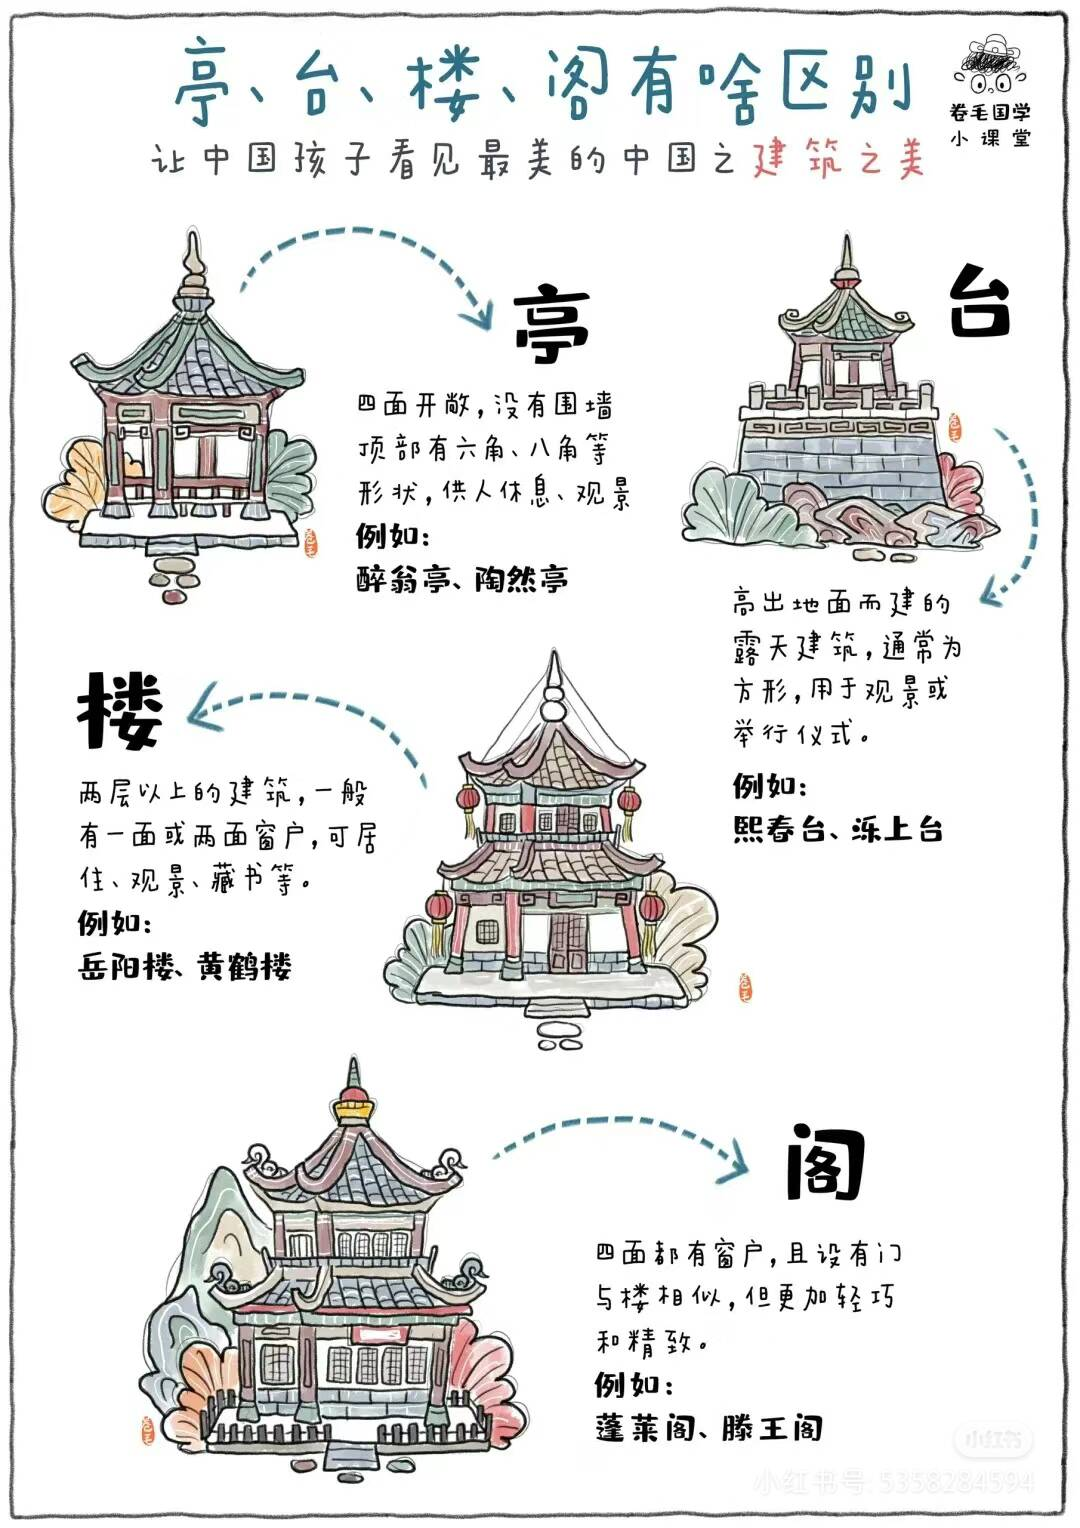 亭、台、楼、阁有啥区别
卷毛国学
小课堂
让中国孩子看见最美的中国之建筑之美
亭
四面开敞，没有围墙
顶部有六角、八角等
形状，供人休息、观景
例如：
醉翁亭、陶然亭
台
高出地面而建的
露天建筑，通常为
方形，用于观景或
举行仪式。
例如：
熙春台、泺上台
楼
两层以上的建筑，一般
有一面或两面窗户，可居
住、观景、藏书等。
例如：
岳阳楼、黄鹤楼
阁
四面都有窗户，且设有门
与楼相似，但更加轻巧
和精致。
例如：
蓬莱阁、滕王阁
卷毛
卷毛
卷毛
卷毛
小红书
小红书号: 5358284594